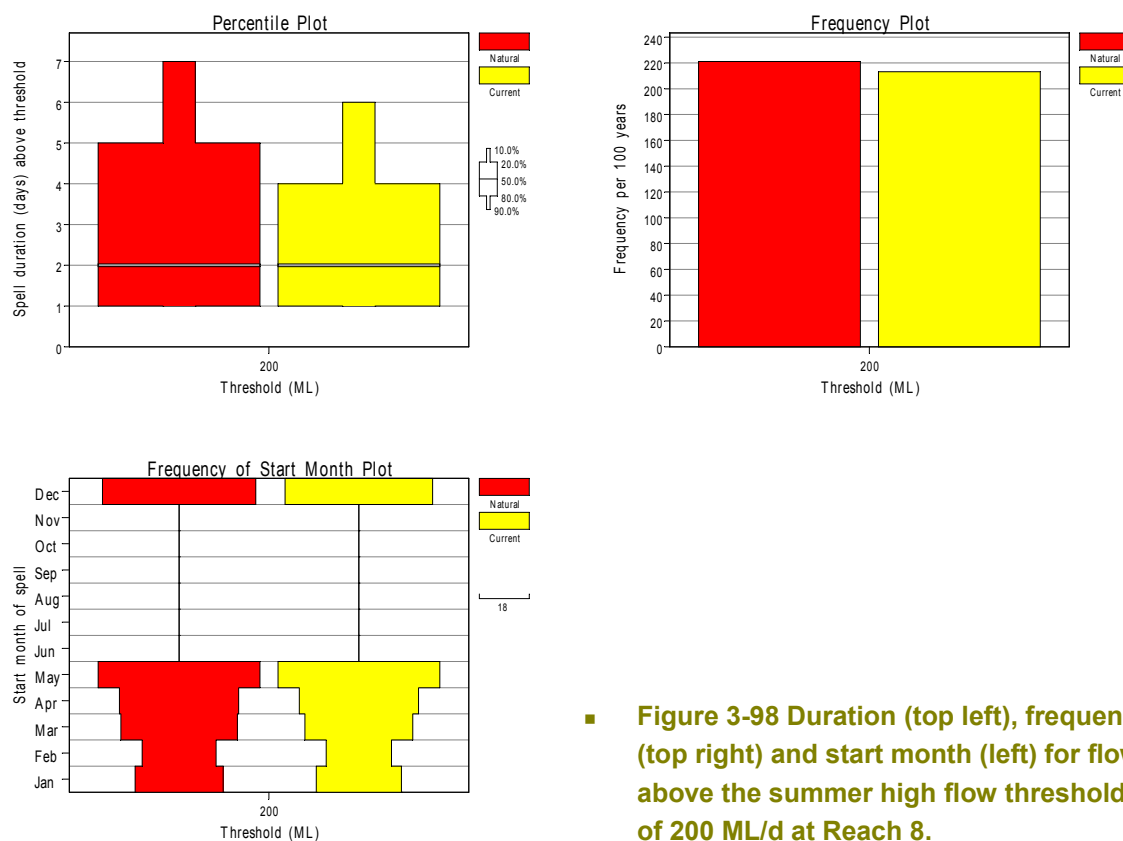 Percentile Plot
Spell duration (days) above threshold
7
6
5
4
3
2
1
0
200
Threshold (ML)
Natural
Current
10.0%
20.0%
50.0%
80.0%
90.0%
Frequency Plot
Frequency per 100 years
240
220
200
180
160
140
120
100
80
60
40
20
0
200
Threshold (ML)
Natural
Current
Frequency of Start Month Plot
Start month of spell
Dec
Nov
Oct
Sep
Aug
Jul
Jun
May
Apr
Mar
Feb
Jan
200
Threshold (ML)
Natural
Current
18
▪ Figure 3-98 Duration (top left), frequen
(top right) and start month (left) for flow
above the summer high flow threshold
of 200 ML/d at Reach 8.